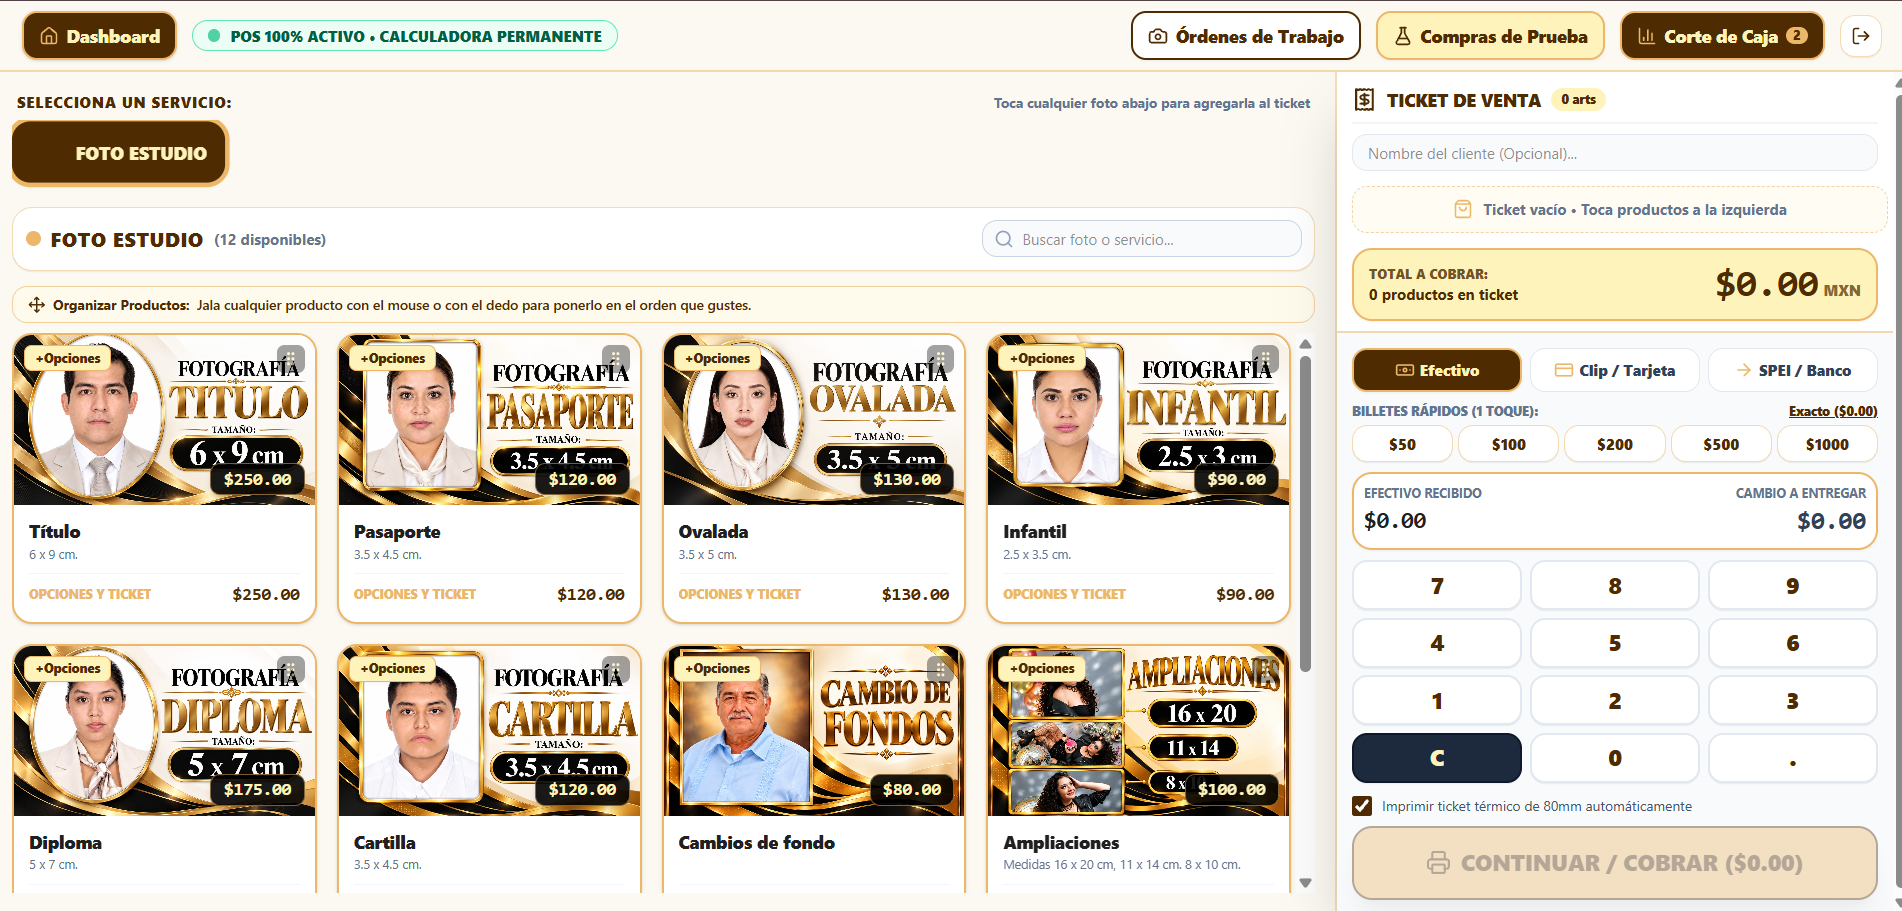 Dashboard
POS 100% ACTIVO • CALCULADORA PERMANENTE
Órdenes de Trabajo
Compras de Prueba
Corte de Caja 2
SELECCIONA UN SERVICIO:
Toca cualquier foto abajo para agregarla al ticket
FOTO ESTUDIO
FOTO ESTUDIO (12 disponibles)
Buscar foto o servicio...
Organizar Productos: Jala cualquier producto con el mouse o con el dedo para ponerlo en el orden que gustes.
+Opciones
FOTOGRAFÍA
TITULO
TAMAÑO:
6 x 9 cm
$250.00
Título
6 x 9 cm.
OPCIONES Y TICKET $250.00
+Opciones
FOTOGRAFÍA
PASAPORTE
TAMAÑO:
3.5 x 4.5 cm
$120.00
Pasaporte
3.5 x 4.5 cm.
OPCIONES Y TICKET $120.00
+Opciones
FOTOGRAFÍA
OVALADA
TAMAÑO:
3.5 x 5 cm
$130.00
Ovalada
3.5 x 5 cm.
OPCIONES Y TICKET $130.00
+Opciones
FOTOGRAFÍA
INFANTIL
TAMAÑO:
2.5 x 3 cm
$90.00
Infantil
2.5 x 3.5 cm.
OPCIONES Y TICKET $90.00
+Opciones
FOTOGRAFÍA
DIPLOMA
TAMAÑO:
5 x 7 cm
$175.00
Diploma
5 x 7 cm.
+Opciones
FOTOGRAFÍA
CARTILLA
TAMAÑO:
3.5 x 4.5 cm
$120.00
Cartilla
3.5 x 4.5 cm.
+Opciones
CAMBIO DE
FONDOS
$80.00
Cambios de fondo
+Opciones
AMPLIACIONES
16 x 20
11 x 14
8 x
$100.00
Ampliaciones
Medidas 16 x 20 cm, 11 x 14 cm. 8 x 10 cm.
TICKET DE VENTA 0 arts
Nombre del cliente (Opcional)...
Ticket vacío • Toca productos a la izquierda
TOTAL A COBRAR:
0 productos en ticket
$0.00 MXN
Efectivo
Clip / Tarjeta
SPEI / Banco
BILLETES RÁPIDOS (1 TOQUE):
Exacto ($0.00)
$50 $100 $200 $500 $1000
EFECTIVO RECIBIDO CAMBIO A ENTREGAR
$0.00 $0.00
7 8 9
4 5 6
1 2 3
C 0 .
Imprimir ticket térmico de 80mm automáticamente
CONTINUAR / COBRAR ($0.00)